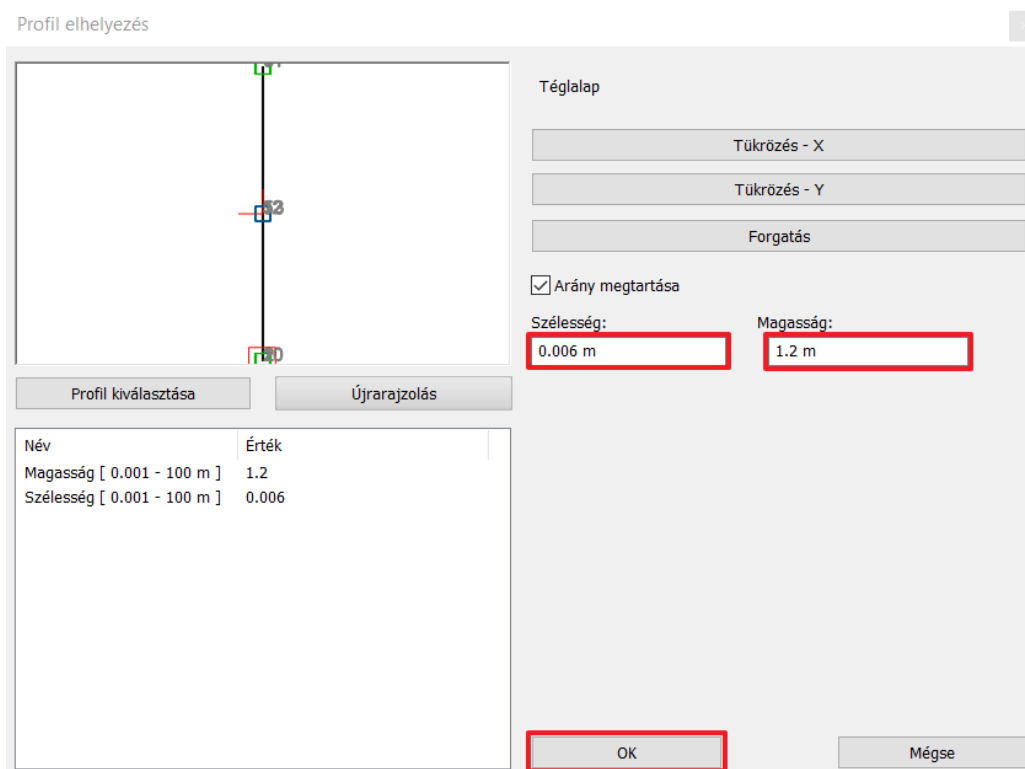 Profil elhelyezés
Téglalap
Tükrözés - X
Tükrözés - Y
Forgatás
Arány megtartása
Szélesség: Magasság:
0.006 m 1.2 m
Profil kiválasztása Újrarajzolás
Név Érték
Magasság [ 0.001 - 100 m ] 1.2
Szélesség [ 0.001 - 100 m ] 0.006
OK Mégse